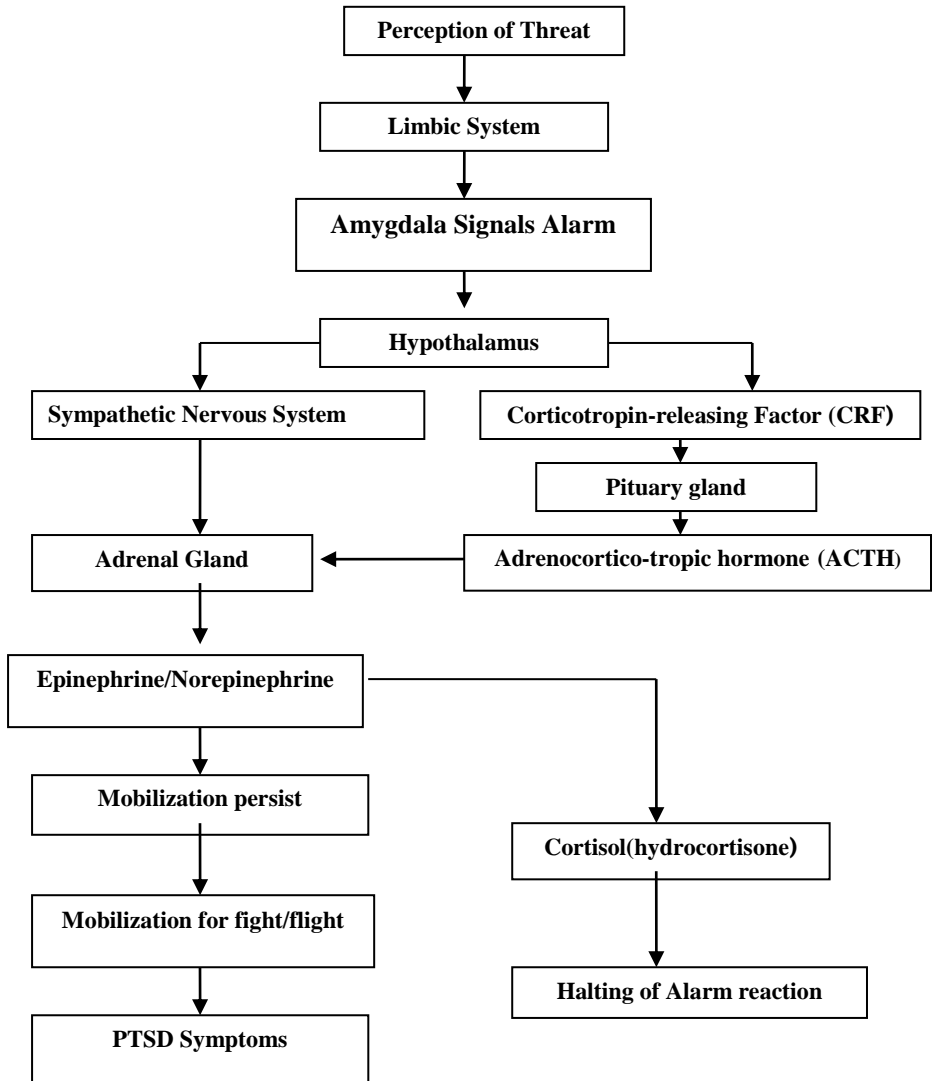 Perception of Threat
Limbic System
Amygdala Signals Alarm
Hypothalamus
Sympathetic Nervous System
Corticotropin-releasing Factor (CRF)
Pituary gland
Adrenal Gland
Adrenocortico-tropic hormone (ACTH)
Epinephrine/Norepinephrine
Mobilization persist
Cortisol(hydrocortisone)
Mobilization for fight/flight
Halting of Alarm reaction
PTSD Symptoms